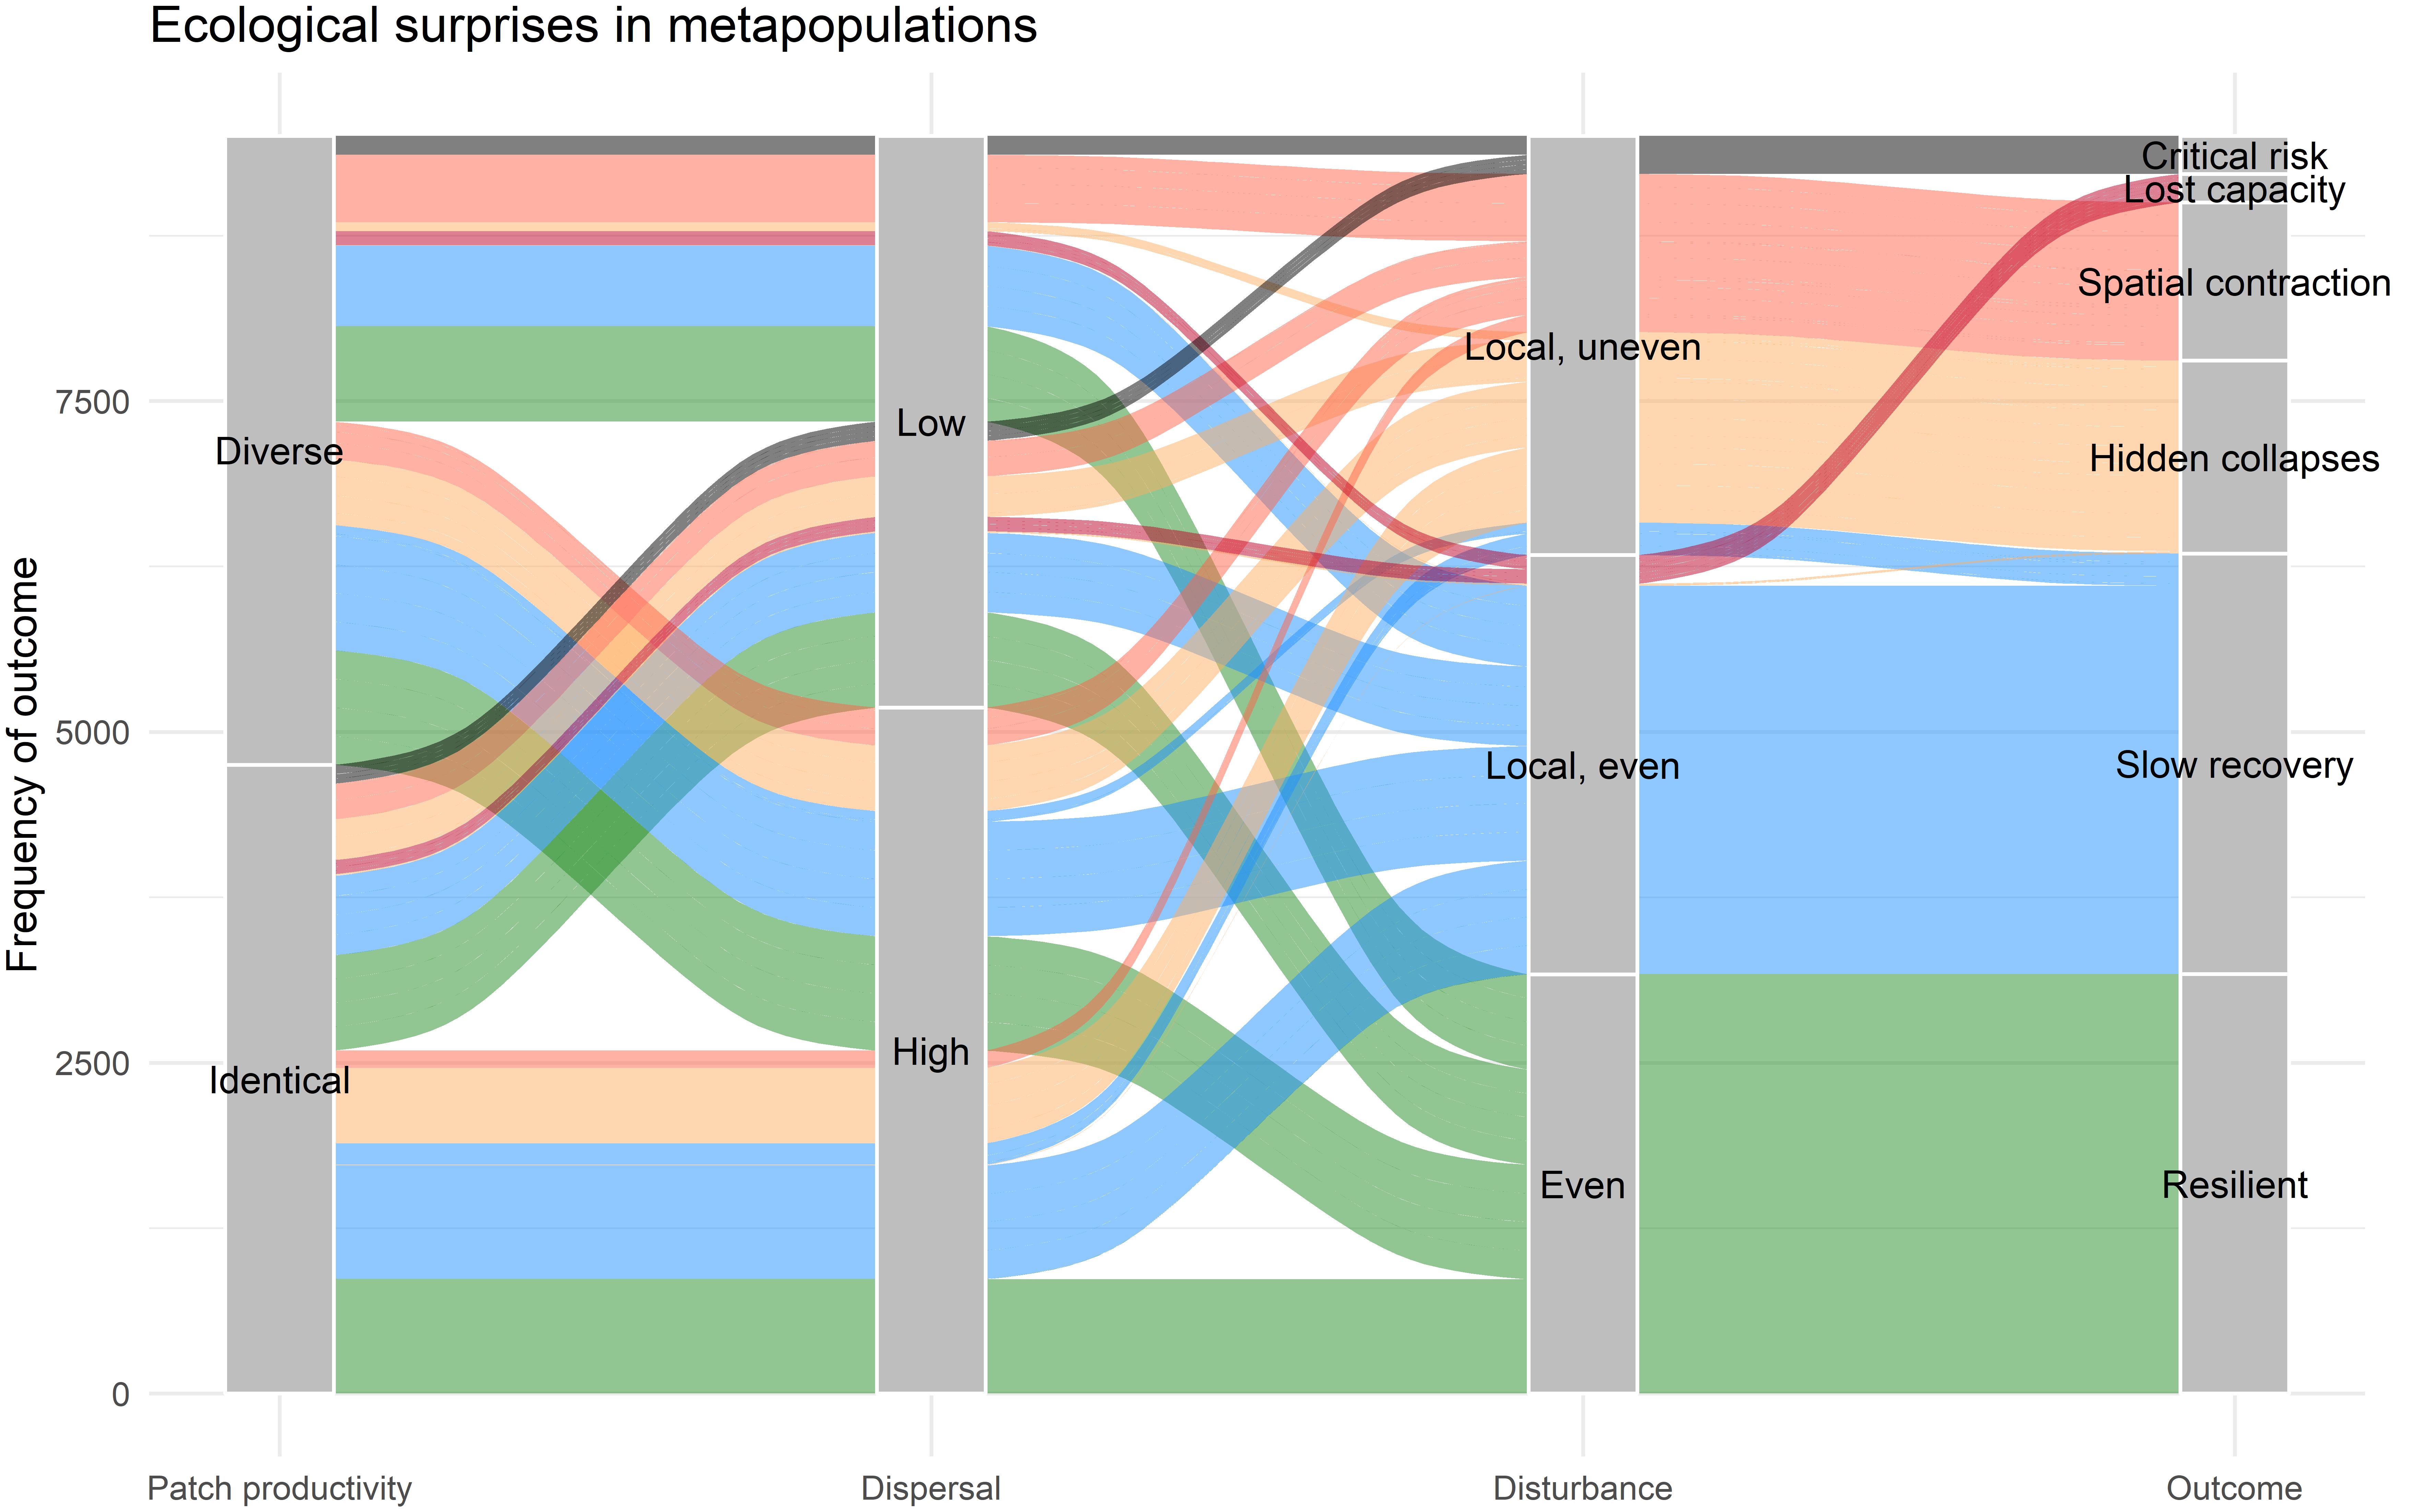 Ecological surprises in metapopulations
Frequency of outcome
7500
5000
2500
0
Diverse
Identical
Low
High
Local, uneven
Local, even
Even
Critical risk
Lost capacity
Spatial contraction
Hidden collapses
Slow recovery
Resilient
Patch productivity
Dispersal
Disturbance
Outcome